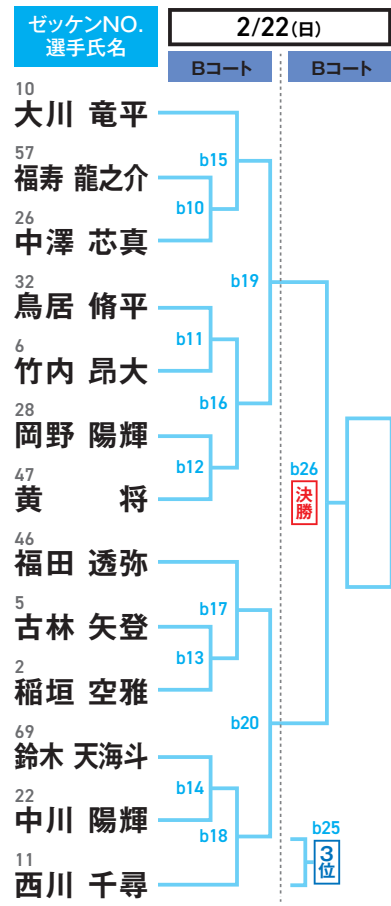 ゼッケンNO.
選手氏名
2/22(日)
Bコート
Bコート
10
大川 竜平
57
福寿 龍之介
26
中澤 芯真
32
鳥居 脩平
6
竹内 昂大
28
岡野 陽輝
47
黄 将
46
福田 透弥
5
古林 矢登
2
稲垣 空雅
69
鈴木 天海斗
22
中川 陽輝
11
西川 千尋
b15
b10
b19
b11
b16
b12
b26
決勝
b17
b13
b20
b14
b18
b25
3位